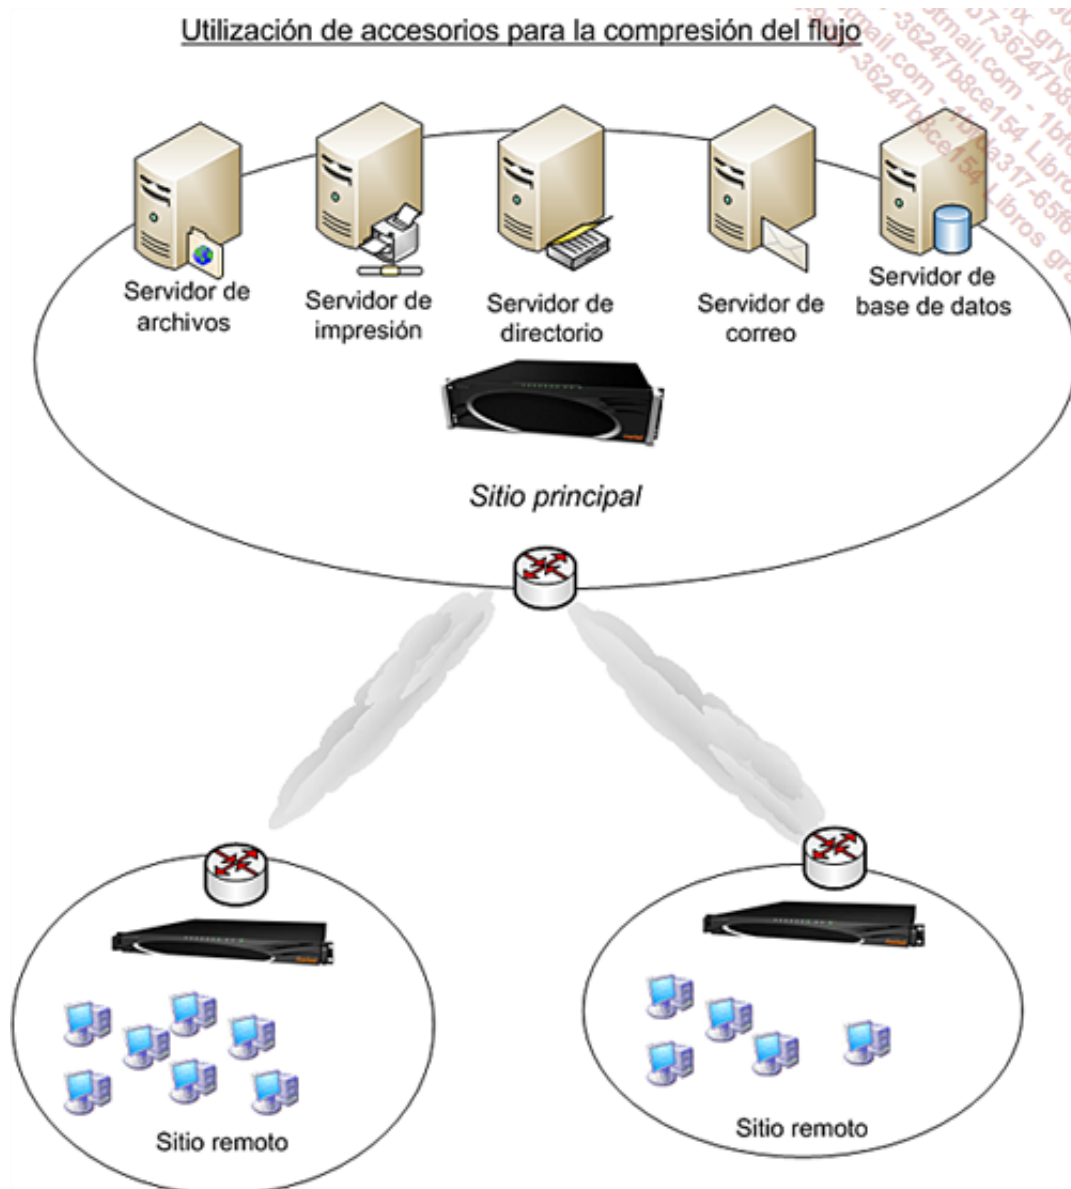 Utilización de accesorios para la compresión del flujo
Servidor de
archivos
Servidor de
impresión
Servidor de
directorio
Servidor de
correo
Servidor de
base de datos
Sitio principal
Sitio remoto
Sitio remoto